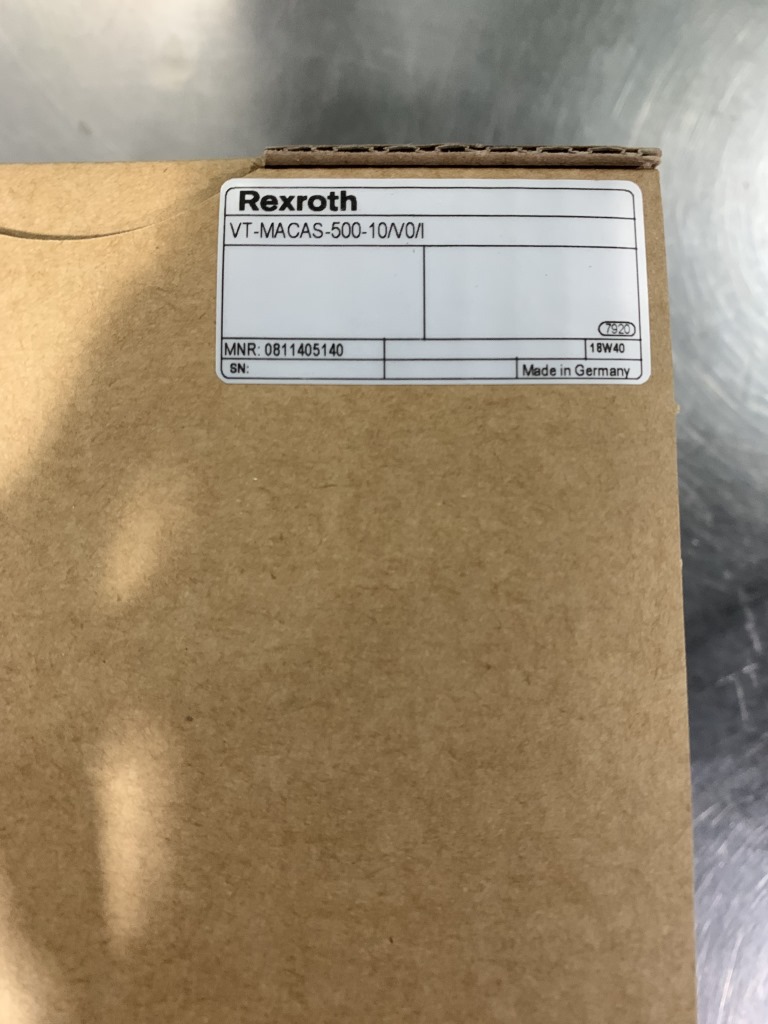 Rexroth
VT-MACAS-500-10/V0/I
7920
MNR: 0811405140
18W40
SN:
Made in Germany